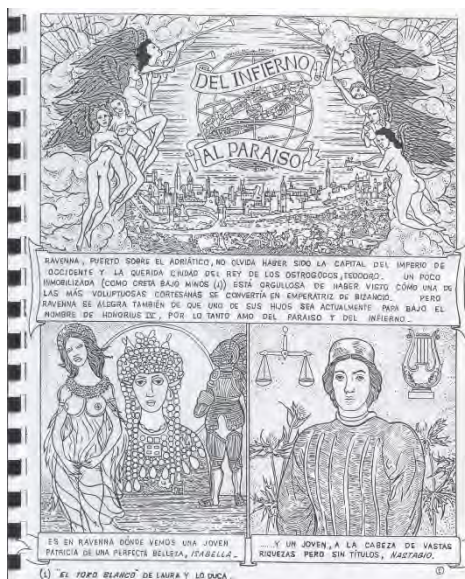 DEL INFIERNO
AL PARAISO
RAVENNA, PUERTO SOBRE EL ADRIÁTICO, NO OLVIDA HABER SIDO LA CAPITAL DEL IMPERIO DE
OCCIDENTE Y LA QUERIDA CIUDAD DEL REY DE LOS OSTROGODOS, TEODORO. UN POCO
INMOBILIZADA (COMO CRETA BAJO MINOS (1)) ESTA ORGULLOSA DE HABER VISTO CÓMO UNA DE
LAS MÁS VOLUPTUOSAS CORTESANAS SE CONVERTÍA EN EMPERATRIZ DE BIZANCIO. PERO
RAVENNA SE ALEGRA TAMBIÉN DE QUE UNO DE SUS HIJOS SEA ACTUALMENTE PAPA BAJO EL
NOMBRE DE HONORIUS IV, POR LO TANTO AMO DEL PARAISO Y DEL INFIERNO.
ES EN RAVENNA DONDE VEMOS UNA JOVEN
PATRICIA DE UNA PERFECTA BELLEZA, ISABELLA.
....Y UN JOVEN, A LA CABEZA DE VASTAS
RIQUEZAS PERO SIN TÍTULOS, NASTAGIO.
(1) "EL TORO BLANCO" DE LAURA Y LO DUCA.